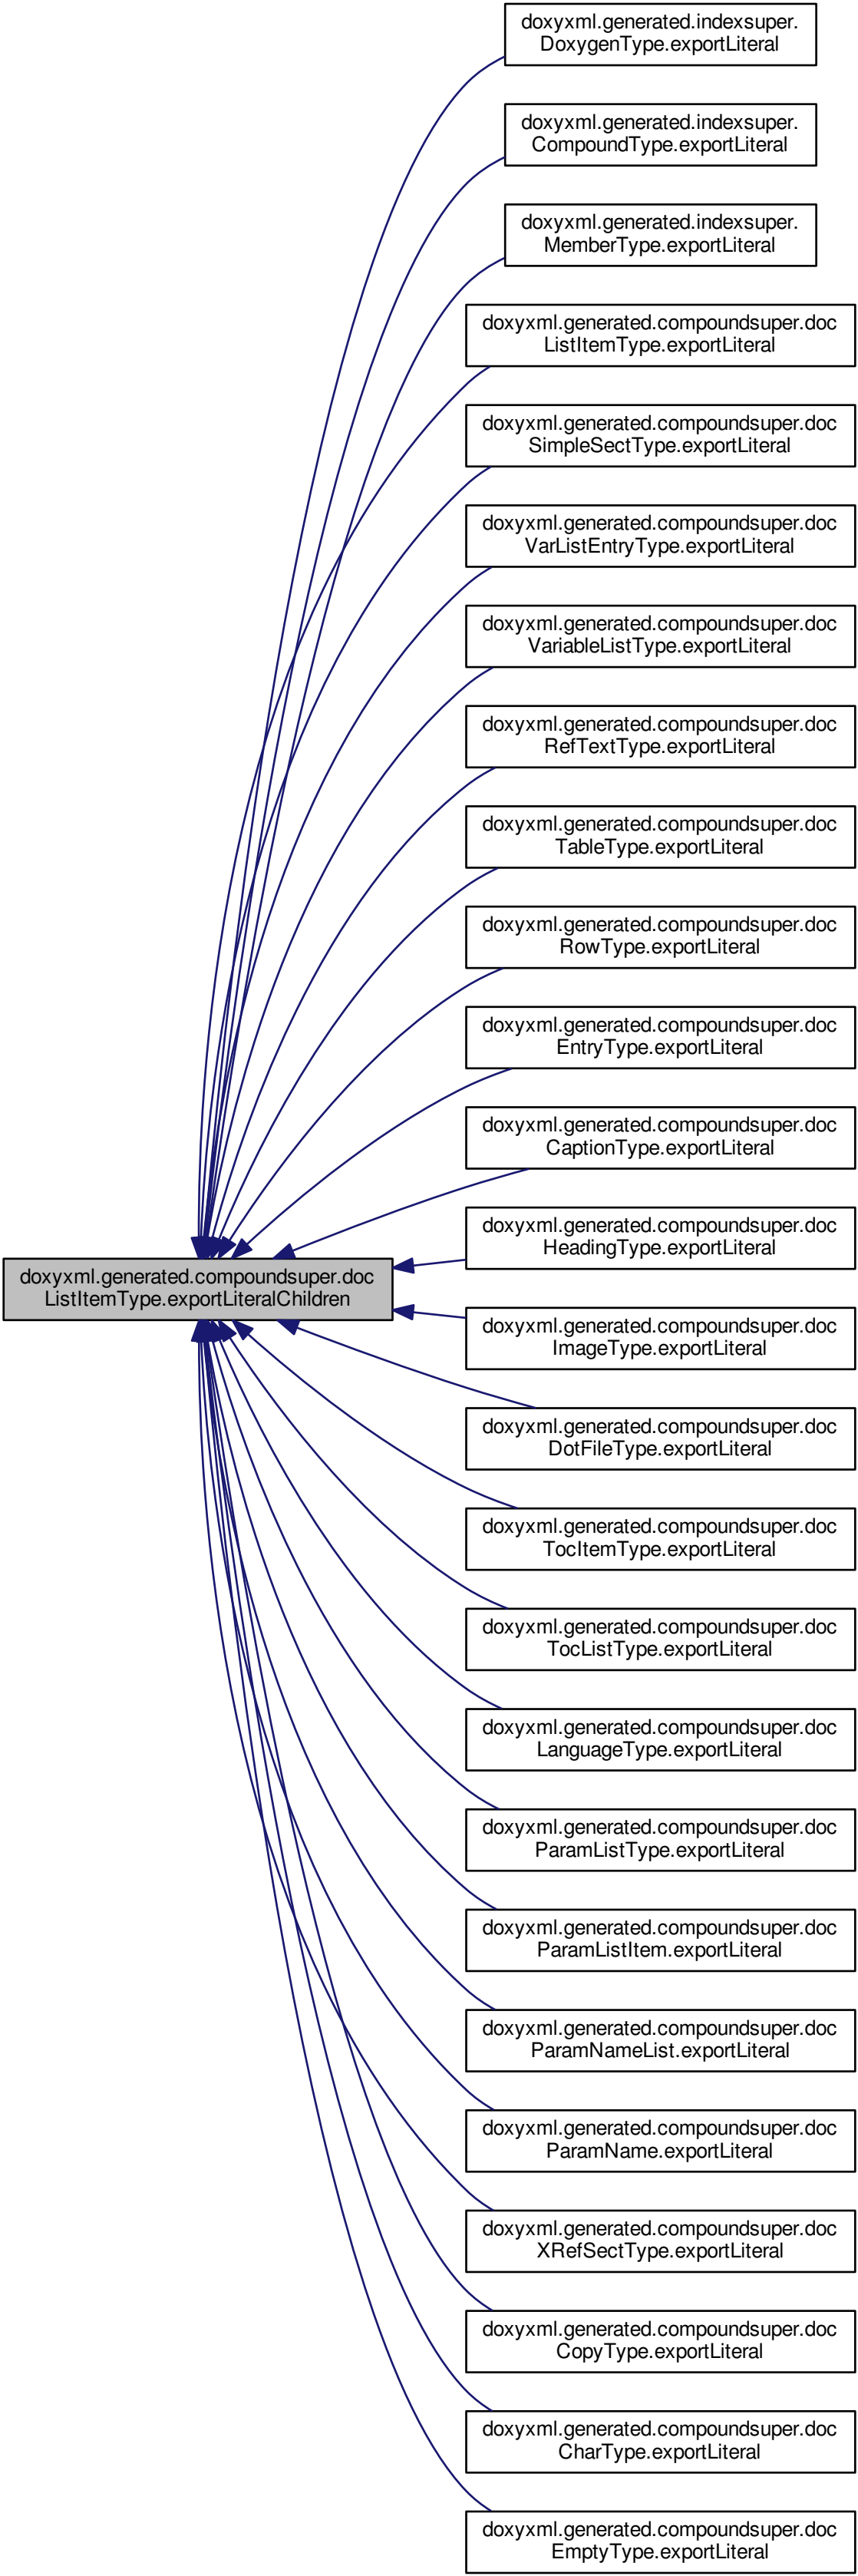 doxyxml.generated.indexsuper.
DoxygenType.exportLiteral
doxyxml.generated.indexsuper.
CompoundType.exportLiteral
doxyxml.generated.indexsuper.
MemberType.exportLiteral
doxyxml.generated.compoundsuper.doc
ListItemType.exportLiteral
doxyxml.generated.compoundsuper.doc
SimpleSectType.exportLiteral
doxyxml.generated.compoundsuper.doc
VarListEntryType.exportLiteral
doxyxml.generated.compoundsuper.doc
VariableListType.exportLiteral
doxyxml.generated.compoundsuper.doc
RefTextType.exportLiteral
doxyxml.generated.compoundsuper.doc
TableType.exportLiteral
doxyxml.generated.compoundsuper.doc
RowType.exportLiteral
doxyxml.generated.compoundsuper.doc
EntryType.exportLiteral
doxyxml.generated.compoundsuper.doc
CaptionType.exportLiteral
doxyxml.generated.compoundsuper.doc
HeadingType.exportLiteral
doxyxml.generated.compoundsuper.doc
ListItemType.exportLiteralChildren
doxyxml.generated.compoundsuper.doc
ImageType.exportLiteral
doxyxml.generated.compoundsuper.doc
DotFileType.exportLiteral
doxyxml.generated.compoundsuper.doc
TocItemType.exportLiteral
doxyxml.generated.compoundsuper.doc
TocListType.exportLiteral
doxyxml.generated.compoundsuper.doc
LanguageType.exportLiteral
doxyxml.generated.compoundsuper.doc
ParamListType.exportLiteral
doxyxml.generated.compoundsuper.doc
ParamListItem.exportLiteral
doxyxml.generated.compoundsuper.doc
ParamNameList.exportLiteral
doxyxml.generated.compoundsuper.doc
ParamName.exportLiteral
doxyxml.generated.compoundsuper.doc
XRefSectType.exportLiteral
doxyxml.generated.compoundsuper.doc
CopyType.exportLiteral
doxyxml.generated.compoundsuper.doc
CharType.exportLiteral
doxyxml.generated.compoundsuper.doc
EmptyType.exportLiteral